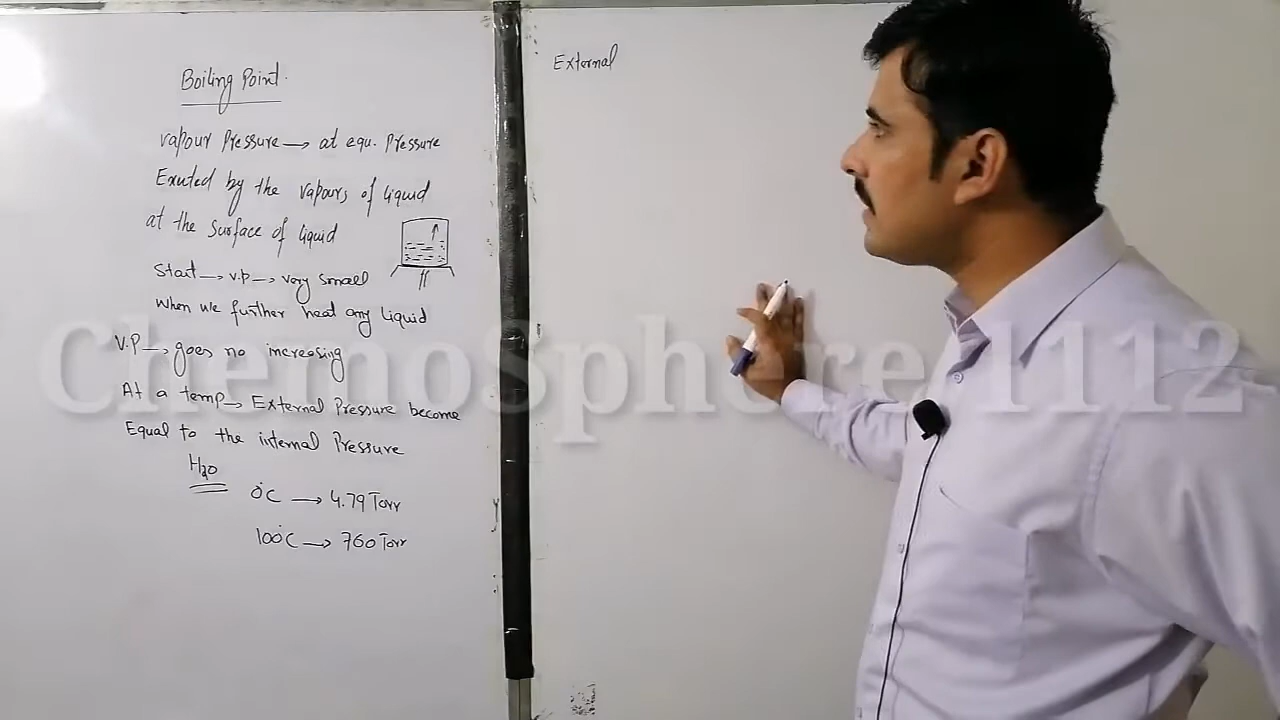 Boiling Point.
Vapour Pressure → at equ. Pressure
Exuted by the vapours of liquid
at the surface of liquid
Start → v.p → very small
When we further heat any liquid
V.P → goes no increasing
At a temp → External Pressure become
Equal to the internal Pressure
H2O
0°C → 4.79 Torr
100°C → 760 Torr
External
ChemoSphere1112